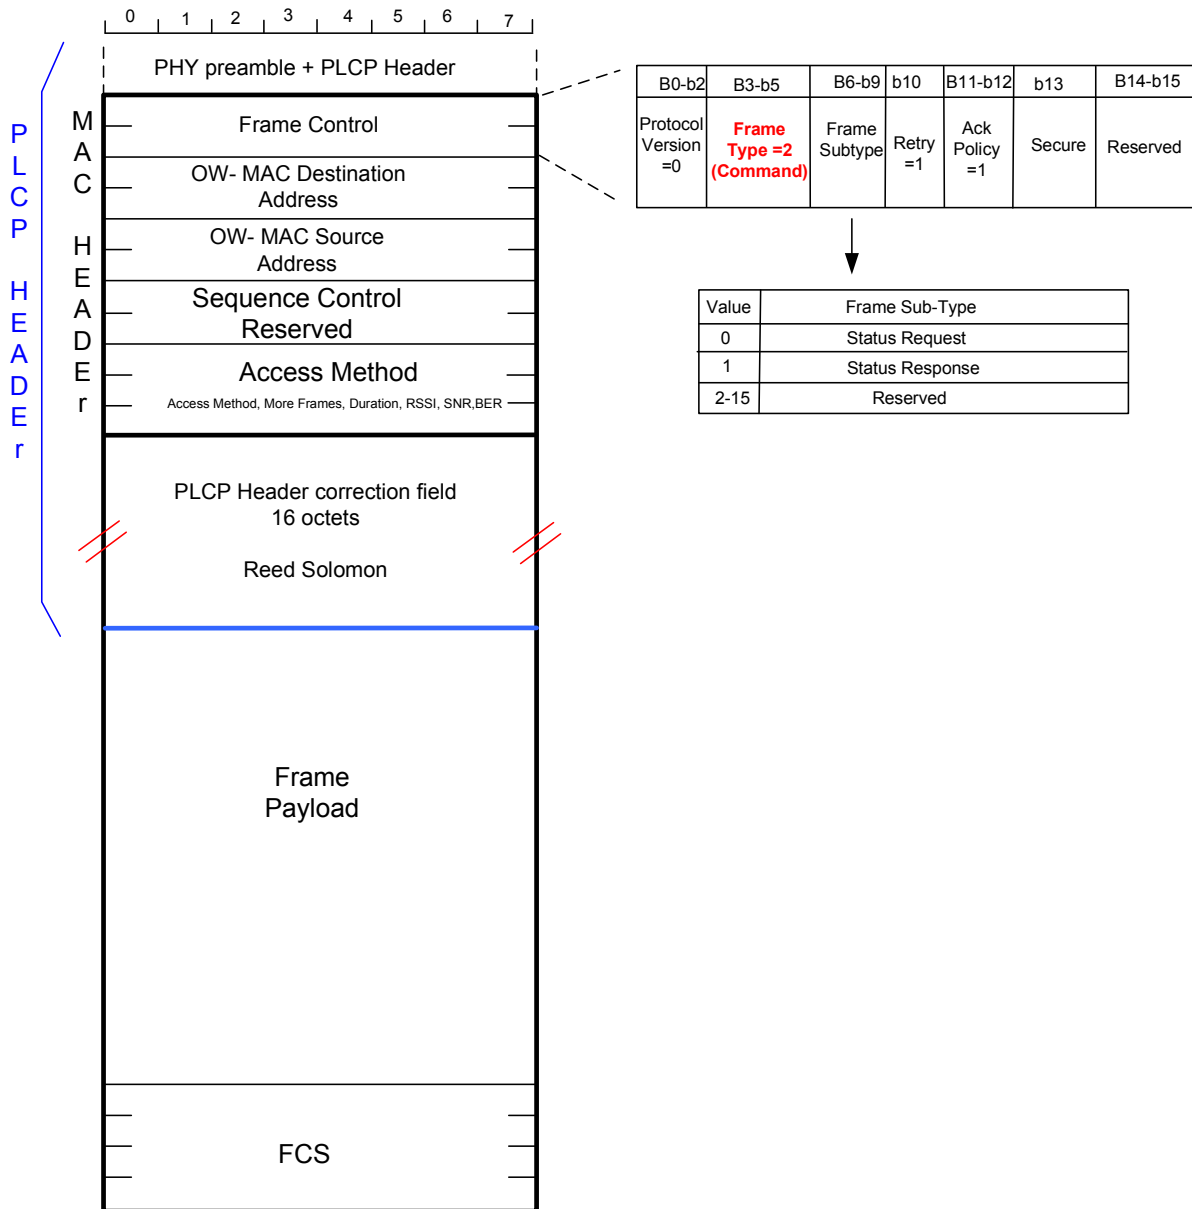 0 1 2 3 4 5 6 7
PHY preamble + PLCP Header
PLCP HEADEr
MAC HEADEr
Frame Control
OW- MAC Destination
Address
OW- MAC Source
Address
Sequence Control
Reserved
Access Method
Access Method, More Frames, Duration, RSSI, SNR,BER
PLCP Header correction field
16 octets
Reed Solomon
Frame
Payload
FCS
B0-b2 B3-b5 B6-b9 b10 B11-b12 b13 B14-b15
Protocol
Version
=0
Frame
Type =2
(Command)
Frame
Subtype
Retry
=1
Ack
Policy
=1
Secure
Reserved
Value Frame Sub-Type
0 Status Request
1 Status Response
2-15 Reserved